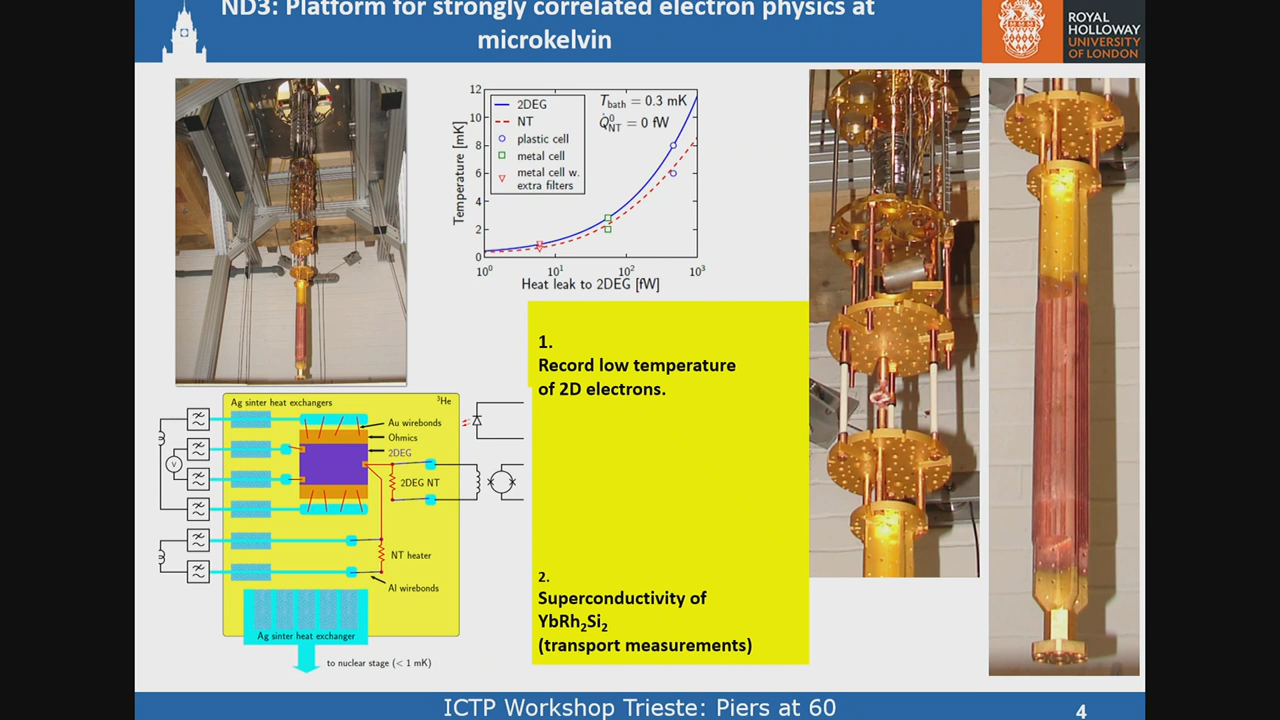 ND3: Platform for strongly correlated electron physics at
microkelvin
ROYAL
HOLLOWAY
UNIVERSITY
OF LONDON
12
10
8
6
4
2
0
Temperature [mK]
2DEG
NT
plastic cell
metal cell
metal cell w.
extra filters
T_bath = 0.3 mK
Q̇⁰_NT = 0 fW
10⁰ 10¹ 10² 10³
Heat leak to 2DEG [fW]
1.
Record low temperature
of 2D electrons.
2.
Superconductivity of
YbRh₂Si₂
(transport measurements)
Ag sinter heat exchangers
³He
Au wirebonds
Ohmics
2DEG
V
2DEG NT
NT heater
Al wirebonds
Ag sinter heat exchanger
to nuclear stage (< 1 mK)
ICTP Workshop Trieste: Piers at 60
4